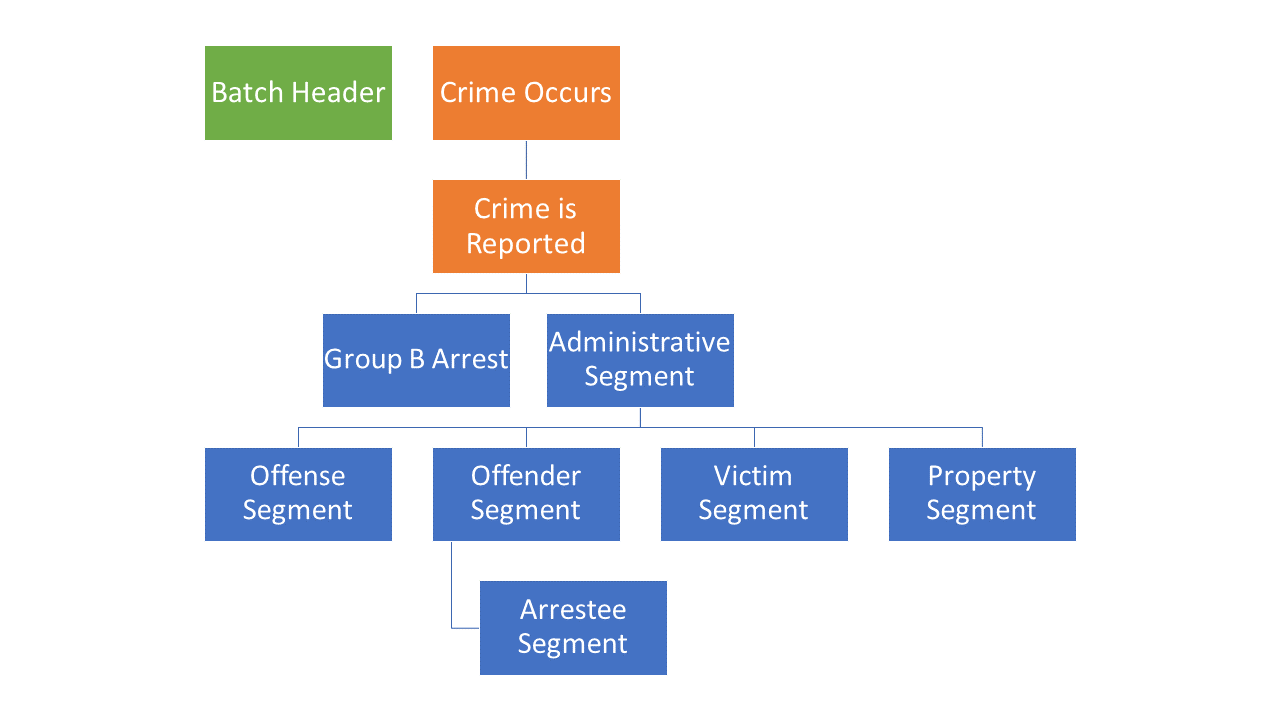 Batch Header
Crime Occurs
Crime is
Reported
Group B Arrest
Administrative
Segment
Offense
Segment
Offender
Segment
Victim
Segment
Property
Segment
Arrestee
Segment